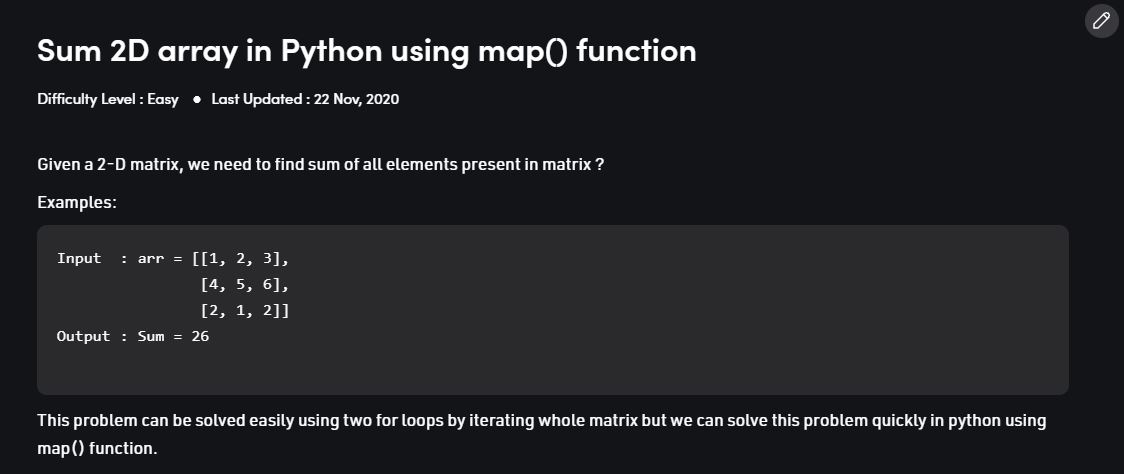 Sum 2D array in Python using map() function
Difficulty Level : Easy ● Last Updated : 22 Nov, 2020
Given a 2-D matrix, we need to find sum of all elements present in matrix ?
Examples:
Input  : arr = [[1, 2, 3],
                [4, 5, 6],
                [2, 1, 2]]
Output : Sum = 26
This problem can be solved easily using two for loops by iterating whole matrix but we can solve this problem quickly in python using
map() function.